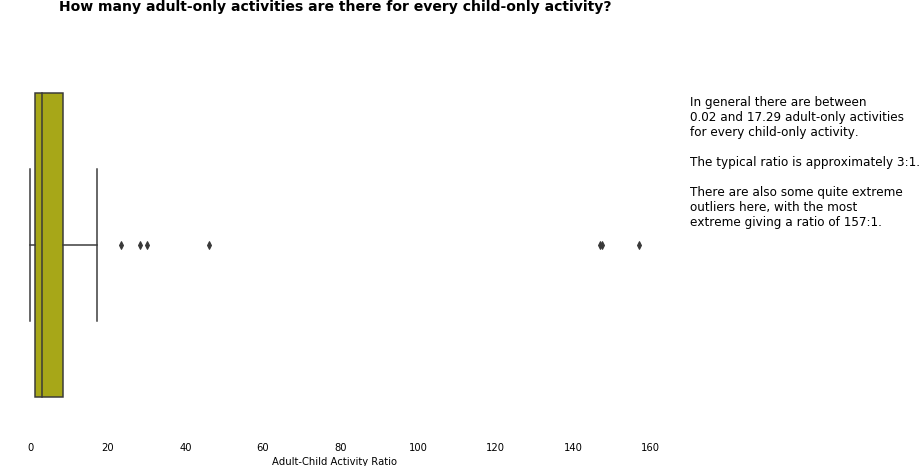 How many adult-only activities are there for every child-only activity?
In general there are between
0.02 and 17.29 adult-only activities
for every child-only activity.
The typical ratio is approximately 3:1.
There are also some quite extreme
outliers here, with the most
extreme giving a ratio of 157:1.
0 20 40 60 80 100 120 140 160
Adult-Child Activity Ratio